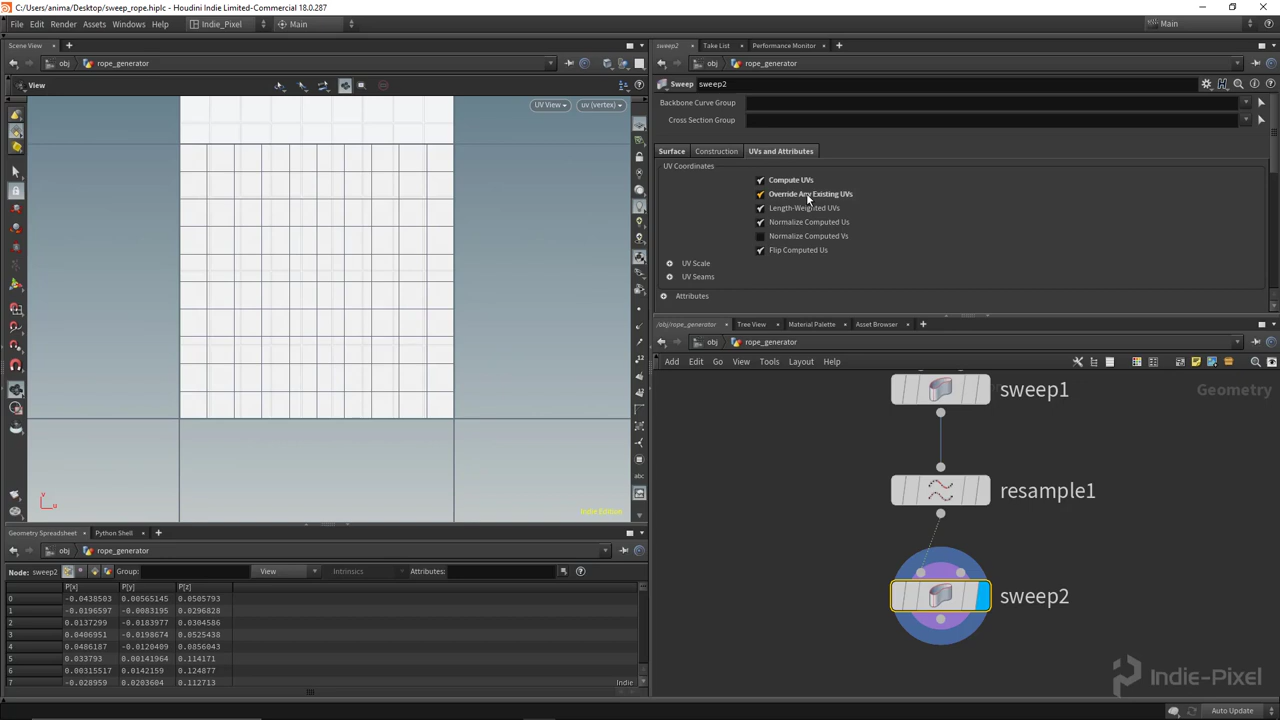 C:/Users/anima/Desktop/sweep_rope.hiplc - Houdini Indie Limited-Commercial 18.0.287
File Edit Render Assets Windows Help Indie_Pixel Main Main
Scene View
obj rope_generator
View
UV View uv (vertex)
Indie Edition
v
u
abc
Geometry Spreadsheet Python Shell
obj rope_generator
Node: sweep2 Group: View Intrinsics Attributes:
P[x] P[y] P[z]
0 -0.0438503 0.00565145 0.0505793
1 -0.0196597 -0.0083195 0.0296828
2 0.0137299 -0.0183977 0.0304586
3 0.0406951 -0.0198674 0.0525438
4 0.0486187 -0.0120409 0.0856043
5 0.033793 0.00141964 0.114171
6 0.00315517 0.0142159 0.124877
7 -0.028959 0.0203604 0.112713
Indie
sweep2 Take List Performance Monitor
obj rope_generator
Sweep sweep2
Backbone Curve Group
Cross Section Group
Surface Construction UVs and Attributes
UV Coordinates
Compute UVs
Override Any Existing UVs
Length-Weighted UVs
Normalize Computed Us
Normalize Computed Vs
Flip Computed Us
UV Scale
UV Seams
Attributes
/obj/rope_generator Tree View Material Palette Asset Browser
obj rope_generator
Add Edit Go View Tools Layout Help
Geometry
sweep1
resample1
sweep2
Indie-Pixel
Auto Update